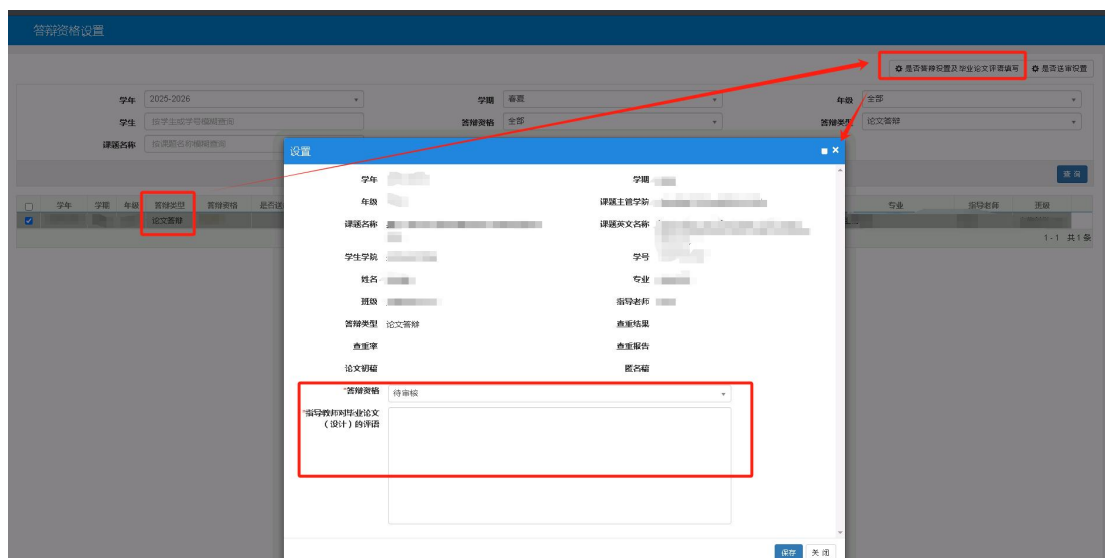 答辩资格设置
是否答辩设置及毕业论文评语填写 是否送审设置
学年 2025-2026 学期 春夏 年级 全部
学生 按学生或学号模糊查询 答辩资格 全部 答辩类型 论文答辩
课题名称 按课题名称模糊查询
查 询
学年 学期 年级 答辩类型 答辩资格 是否送 专业 指导老师 班级
论文答辩
1-1 共1条
设置
学年 学期
年级 课题主管学院
课题名称 课题英文名称
学生学院 学号
姓名 专业
班级 指导老师
答辩类型 论文答辩 查重结果
查重率 查重报告
论文初稿 匿名稿
*答辩资格 待审核
*指导教师对毕业论文
(设计)的评语
保存 关 闭